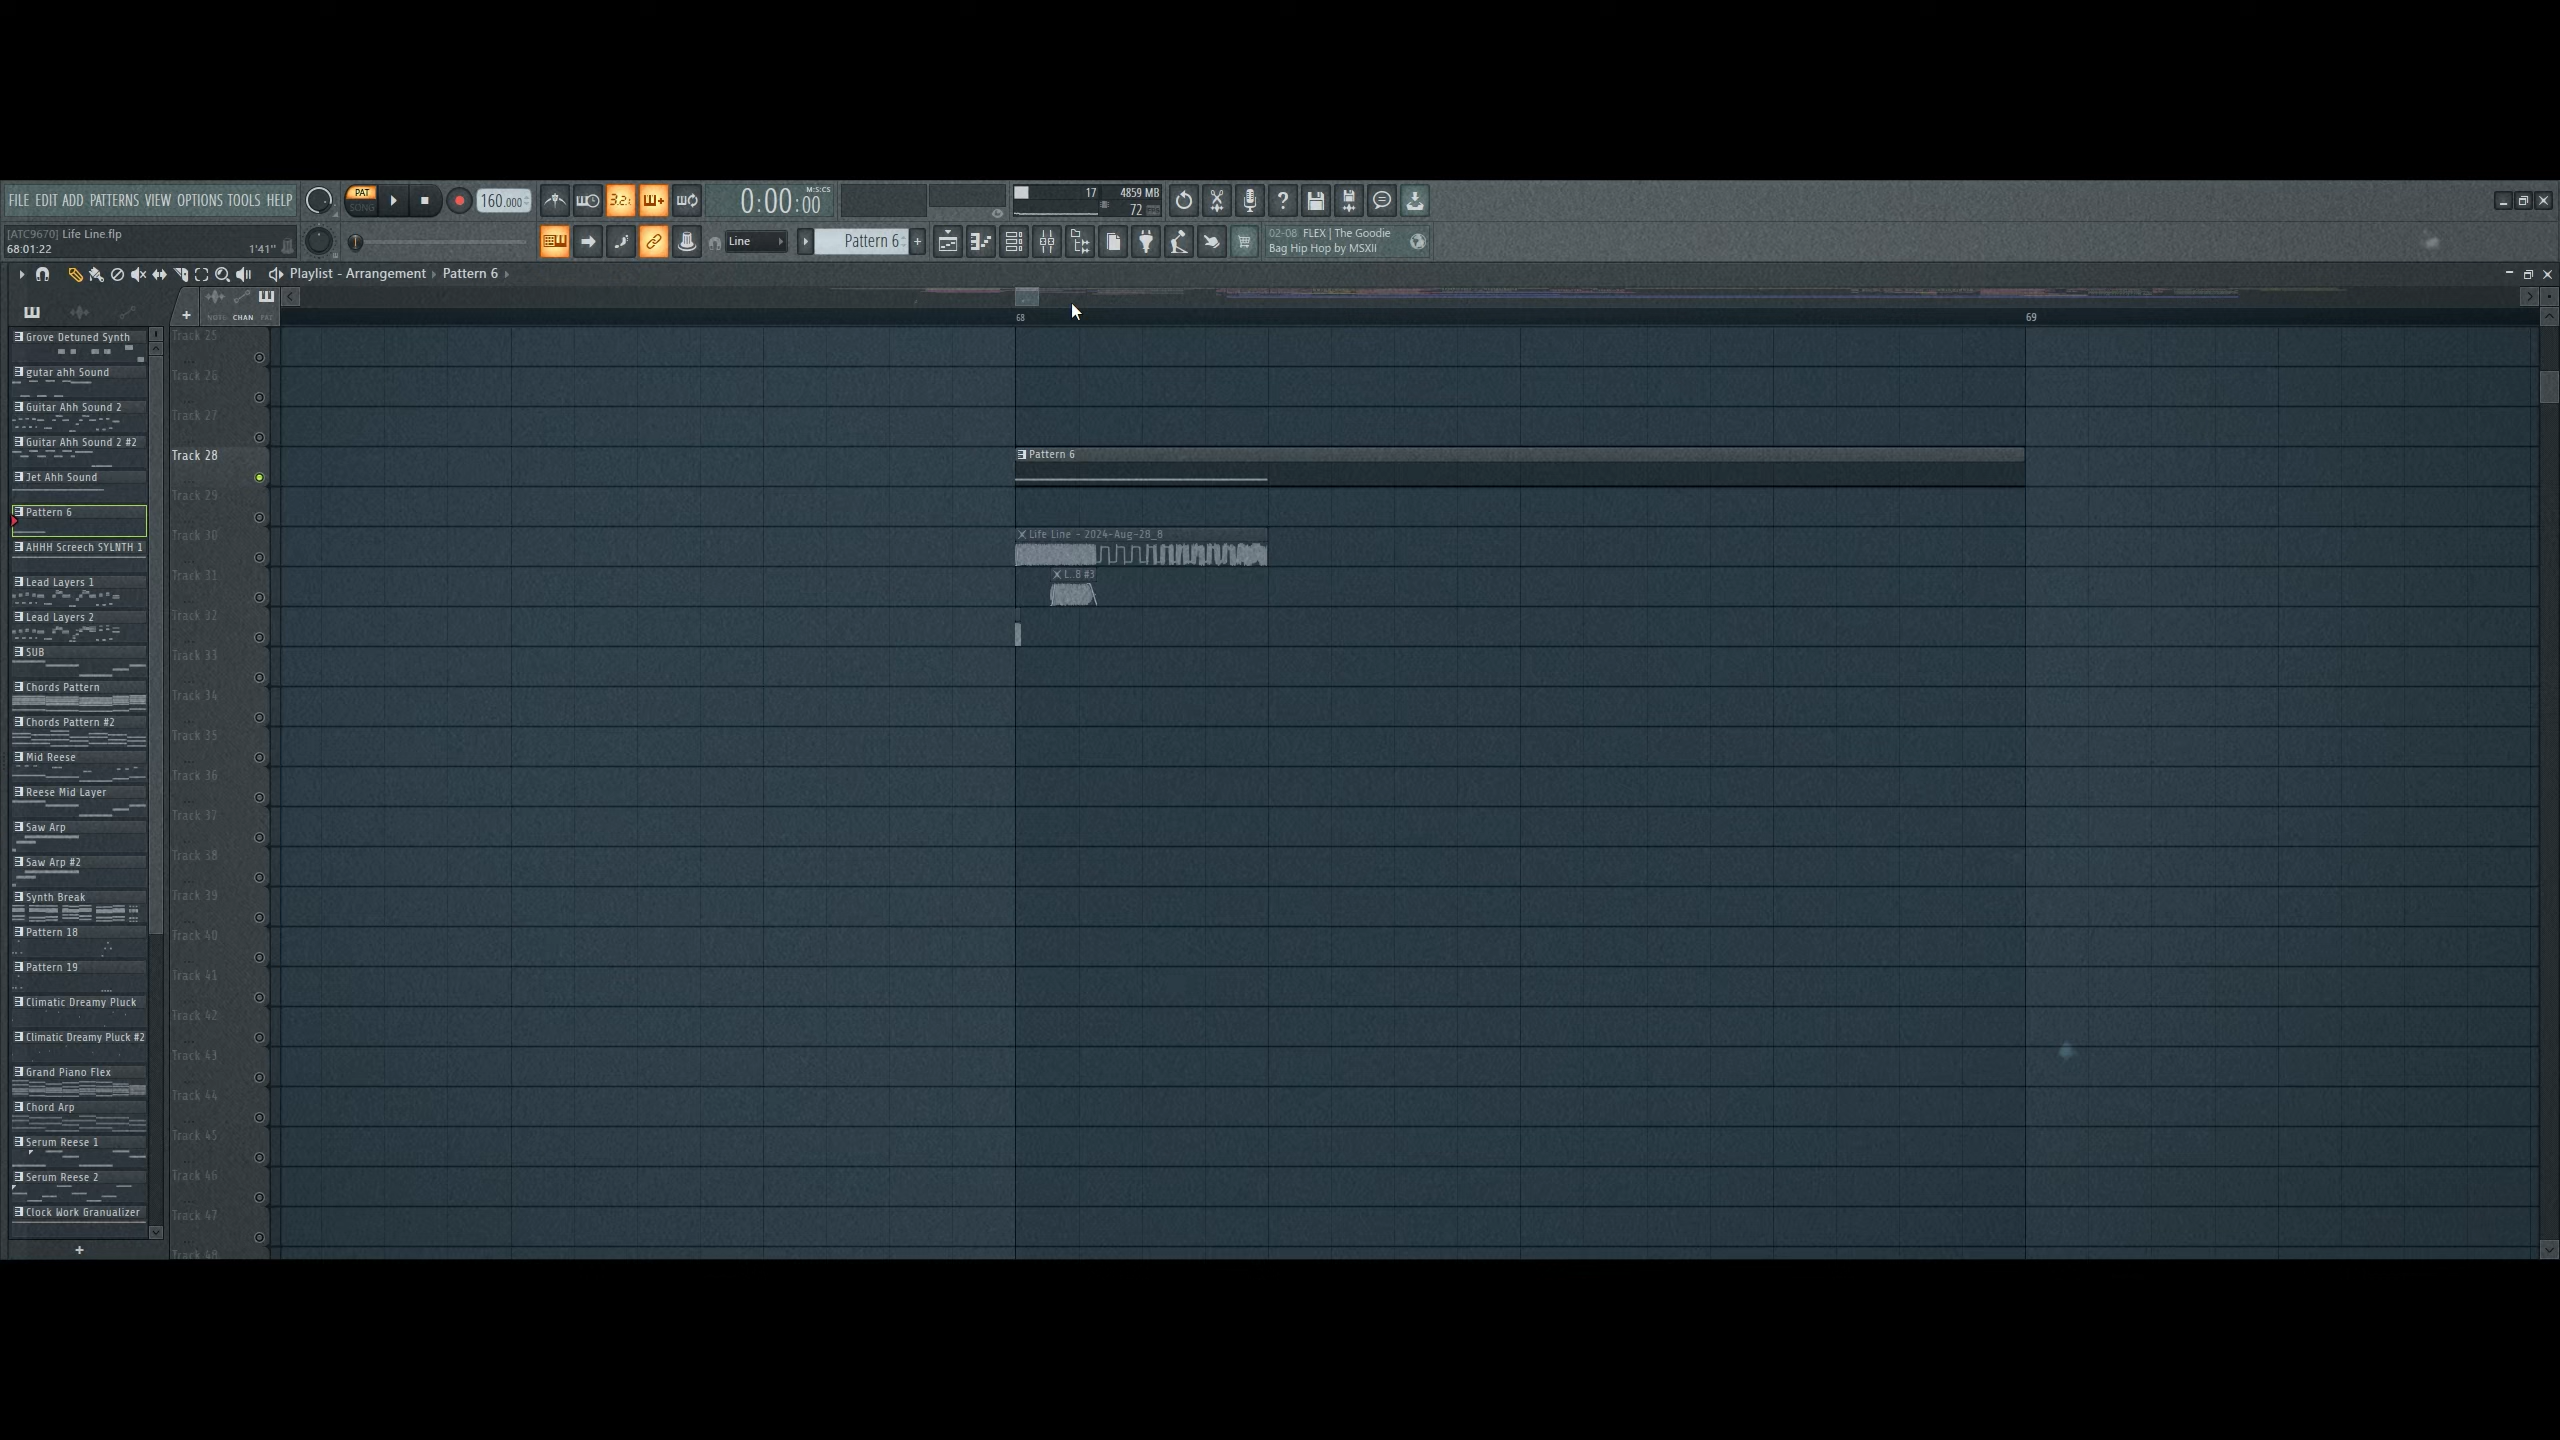 FILE EDIT ADD PATTERNS VIEW OPTIONS TOOLS HELP
PAT
SONG
160.000
3.2.
0:00:00
M:S:CS
17
4859 MB
72
[ATC9670] Life Line.flp
68:01:22
1'41"
Line
Pattern 6
02-08 FLEX | The Goodie
Bag Hip Hop by MSXII
Playlist - Arrangement › Pattern 6 ›
CHAN
68
69
Grove Detuned Synth
gutar ahh Sound
Guitar Ahh Sound 2
Guitar Ahh Sound 2 #2
Jet Ahh Sound
Pattern 6
AHHH Screech SYLNTH 1
Lead Layers 1
Lead Layers 2
SUB
Chords Pattern
Chords Pattern #2
Mid Reese
Reese Mid Layer
Saw Arp
Saw Arp #2
Synth Break
Pattern 18
Pattern 19
Climatic Dreamy Pluck
Climatic Dreamy Pluck #2
Grand Piano Flex
Chord Arp
Serum Reese 1
Serum Reese 2
Clock Work Granualizer
Track 25
Track 26
Track 27
Track 28
Track 29
Track 30
Track 31
Track 32
Track 33
Track 34
Track 35
Track 36
Track 37
Track 38
Track 39
Track 40
Track 41
Track 42
Track 43
Track 44
Track 45
Track 46
Track 47
Track 48
Pattern 6
Life Line - 2024-Aug-28_8
L..8 #3